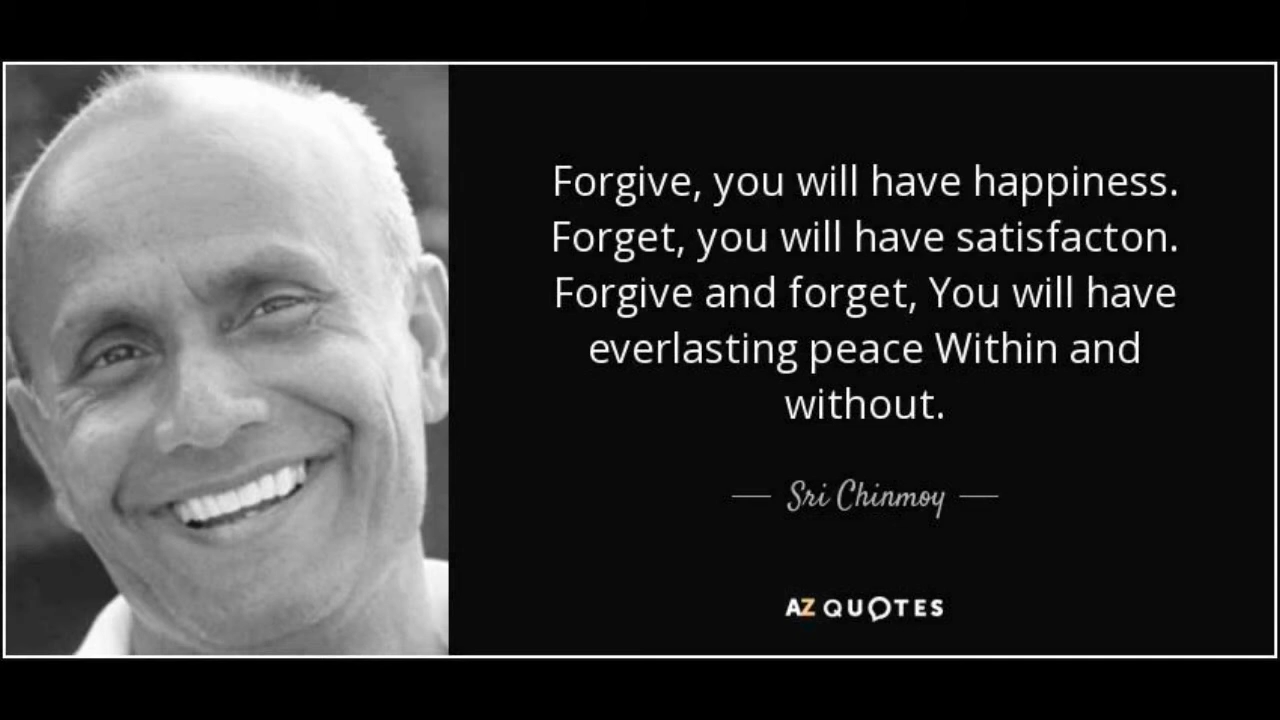 Forgive, you will have happiness.
Forget, you will have satisfacton.
Forgive and forget, You will have
everlasting peace Within and
without.
Sri Chinmoy
AZ QUOTES